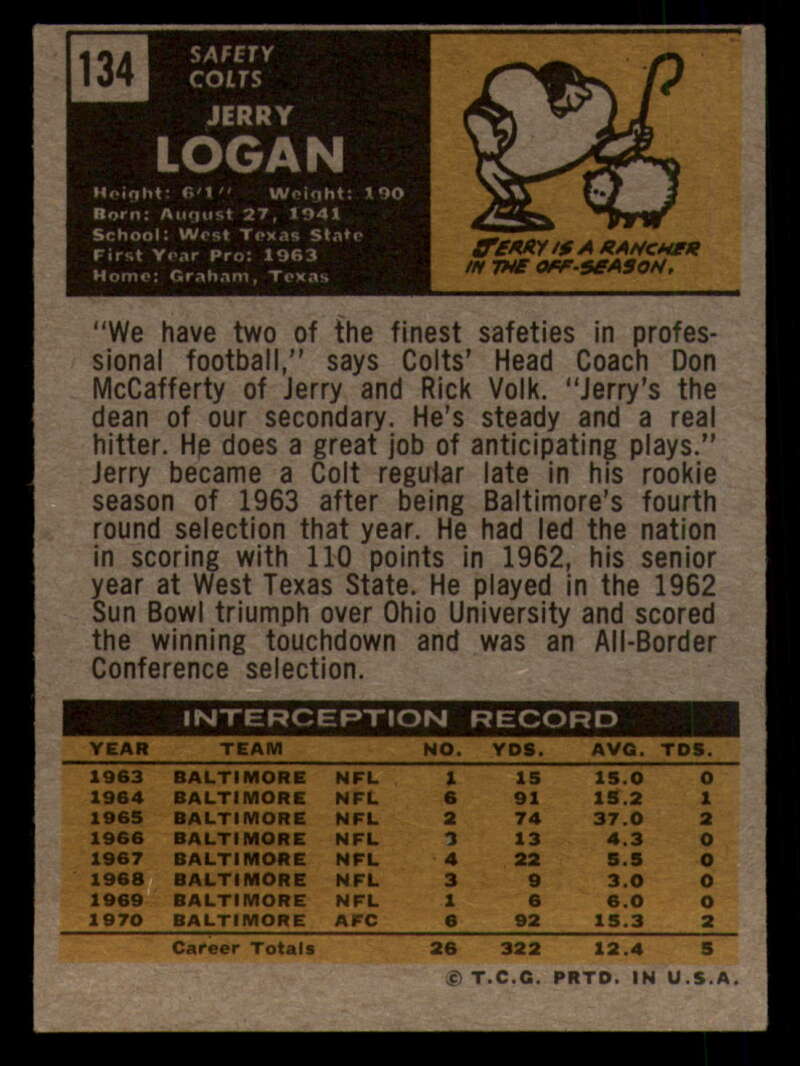 134
SAFETY
COLTS
JERRY
LOGAN
Height: 6'1" Weight: 190
Born: August 27, 1941
School: West Texas State
First Year Pro: 1963
Home: Graham, Texas
JERRY IS A RANCHER
IN THE OFF-SEASON.
"We have two of the finest safeties in profes-
sional football," says Colts' Head Coach Don
McCafferty of Jerry and Rick Volk. "Jerry's the
dean of our secondary. He's steady and a real
hitter. He does a great job of anticipating plays."
Jerry became a Colt regular late in his rookie
season of 1963 after being Baltimore's fourth
round selection that year. He had led the nation
in scoring with 110 points in 1962, his senior
year at West Texas State. He played in the 1962
Sun Bowl triumph over Ohio University and scored
the winning touchdown and was an All-Border
Conference selection.
INTERCEPTION RECORD
YEAR TEAM NO. YDS. AVG. TDS.
1963 BALTIMORE NFL 1 15 15.0 0
1964 BALTIMORE NFL 6 91 15.2 1
1965 BALTIMORE NFL 2 74 37.0 2
1966 BALTIMORE NFL 3 13 4.3 0
1967 BALTIMORE NFL 4 22 5.5 0
1968 BALTIMORE NFL 3 9 3.0 0
1969 BALTIMORE NFL 1 6 6.0 0
1970 BALTIMORE AFC 6 92 15.3 2
Career Totals 26 322 12.4 5
© T.C.G. PRTD. IN U.S.A.